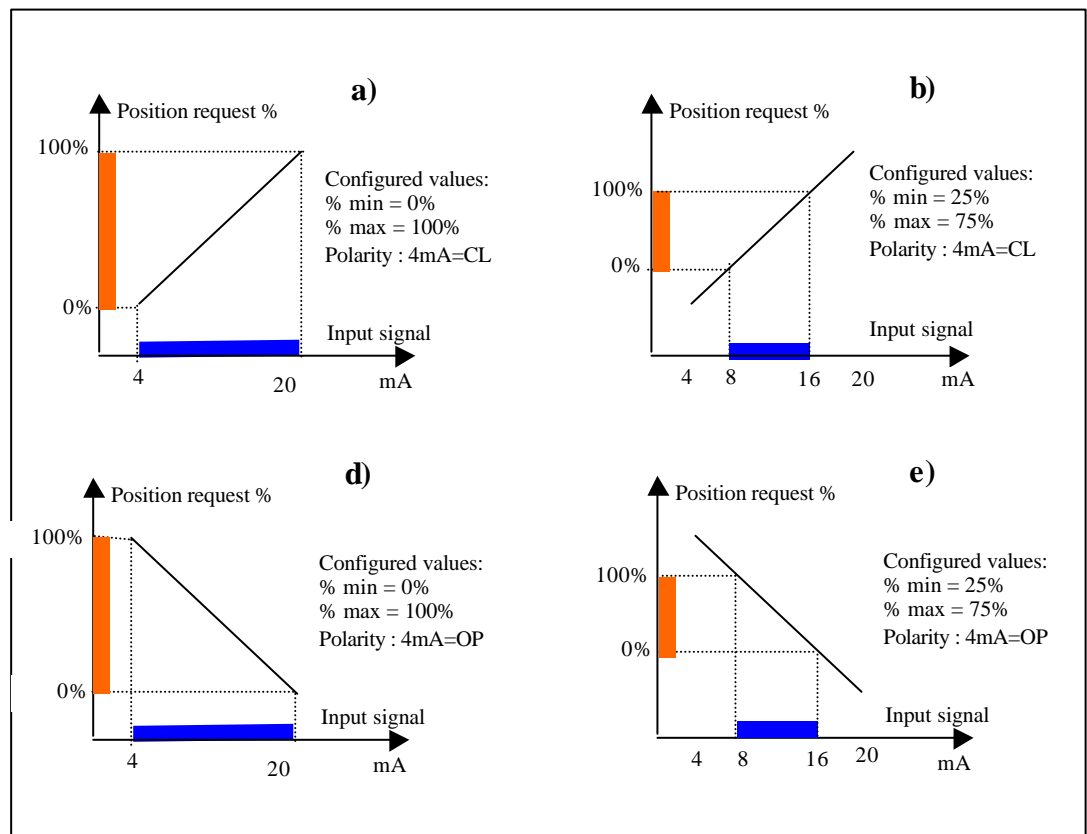 a)
Position request %
100%
Configured values:
% min = 0%
% max = 100%
Polarity : 4mA=CL
0%
Input signal
4
20
mA
b)
Position request %
100%
Configured values:
% min = 25%
% max = 75%
Polarity : 4mA=CL
0%
Input signal
4
8
16
20
mA
d)
Position request %
100%
Configured values:
% min = 0%
% max = 100%
Polarity : 4mA=OP
0%
Input signal
4
20
mA
e)
Position request %
100%
Configured values:
% min = 25%
% max = 75%
Polarity : 4mA=OP
0%
Input signal
4
8
16
20
mA